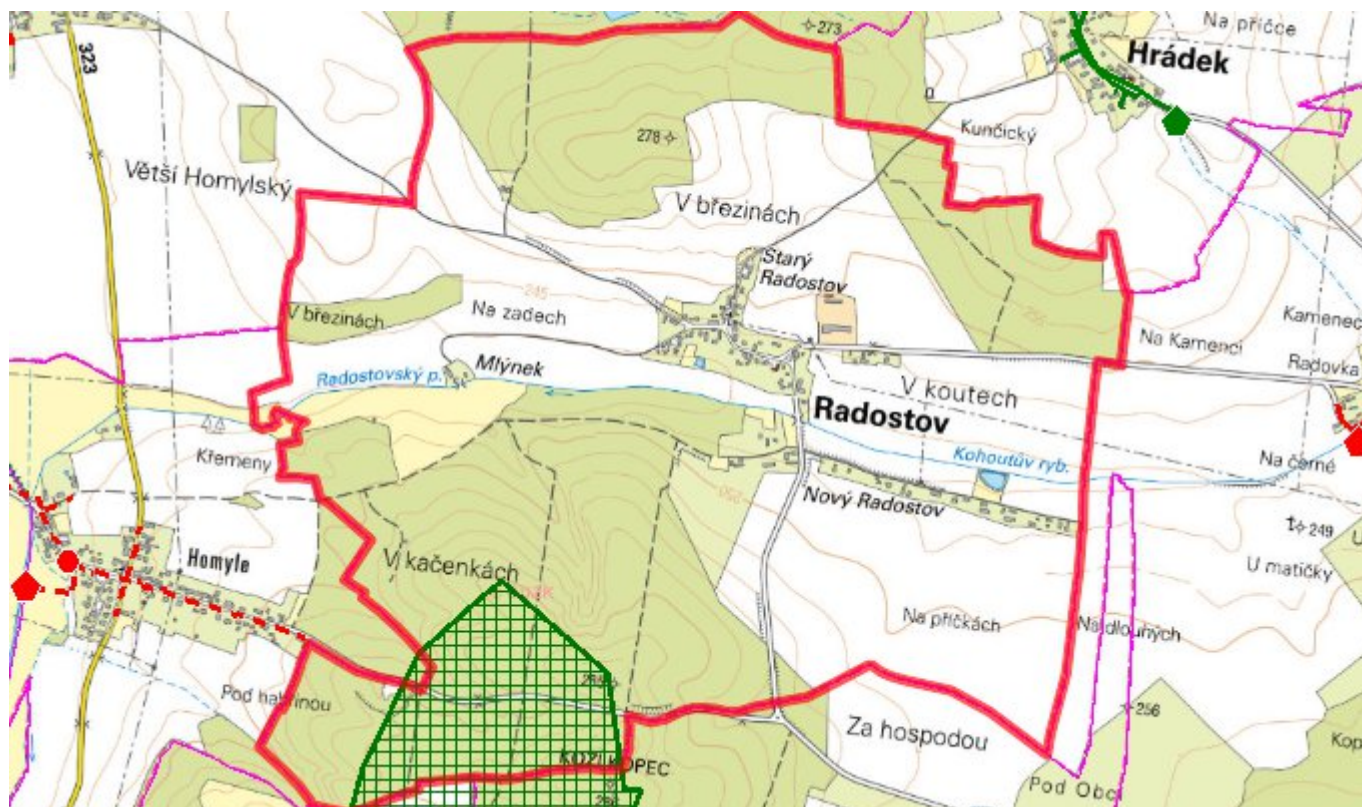 273
Na příčce
323
Hrádek
278
Kunčický
Větší Homylský
V březinách
Starý
Radostov
245
V březinách
Na zadech
Kamenec
Na Kamenci
Radovka
Radostovský p.
Mlýnek
V koutech
Radostov
Křemeny
Kohoutův ryb.
Na černé
Nový Radostov
249
Homyle
V kačenkách
U matičky
Na příčkách
Na dlouhých
Pod habřinou
256
Za hospodou
KOZÍ KOPEC
Pod Obc